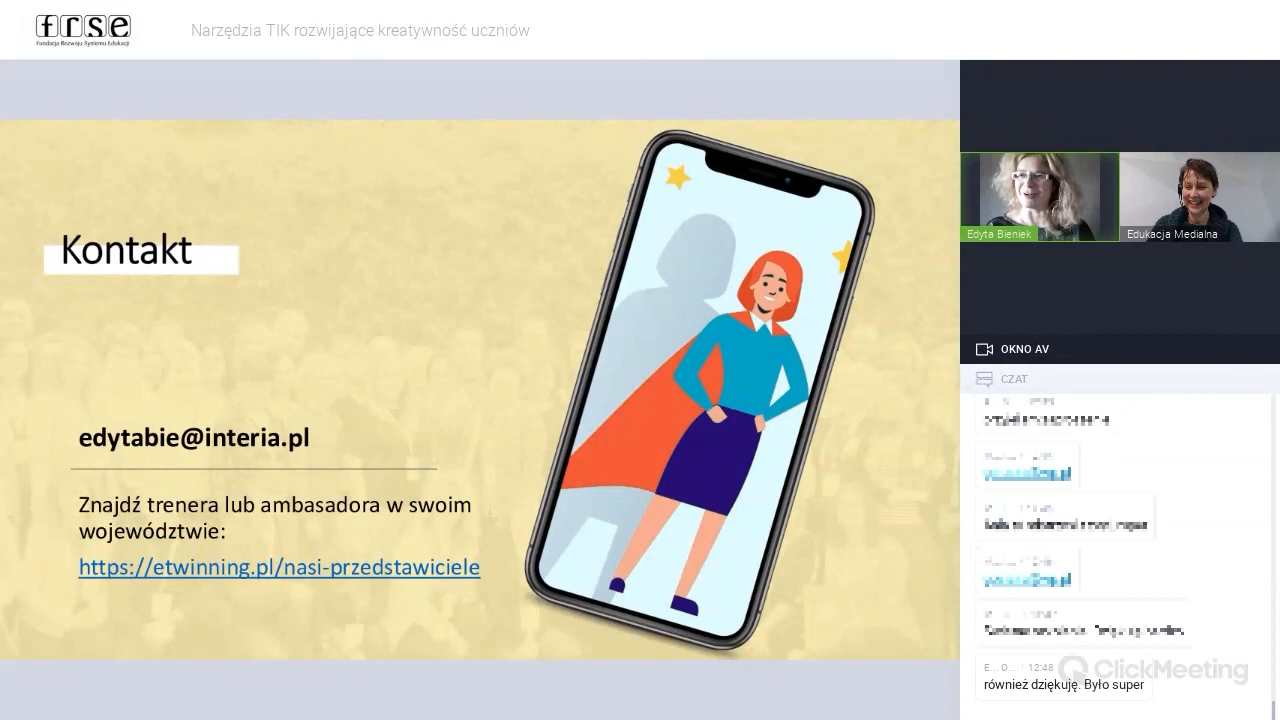 frse
Fundacja Rozwoju Systemu Edukacji
Narzędzia TIK rozwijające kreatywność uczniów
Kontakt
edytabie@interia.pl
Znajdź trenera lub ambasadora w swoim
województwie:
https://etwinning.pl/nasi-przedstawiciele
Edyta Bieniek
Edukacja Medialna
OKNO AV
CZAT
E... O... | 12:48
również dziękuję. Było super
ClickMeeting